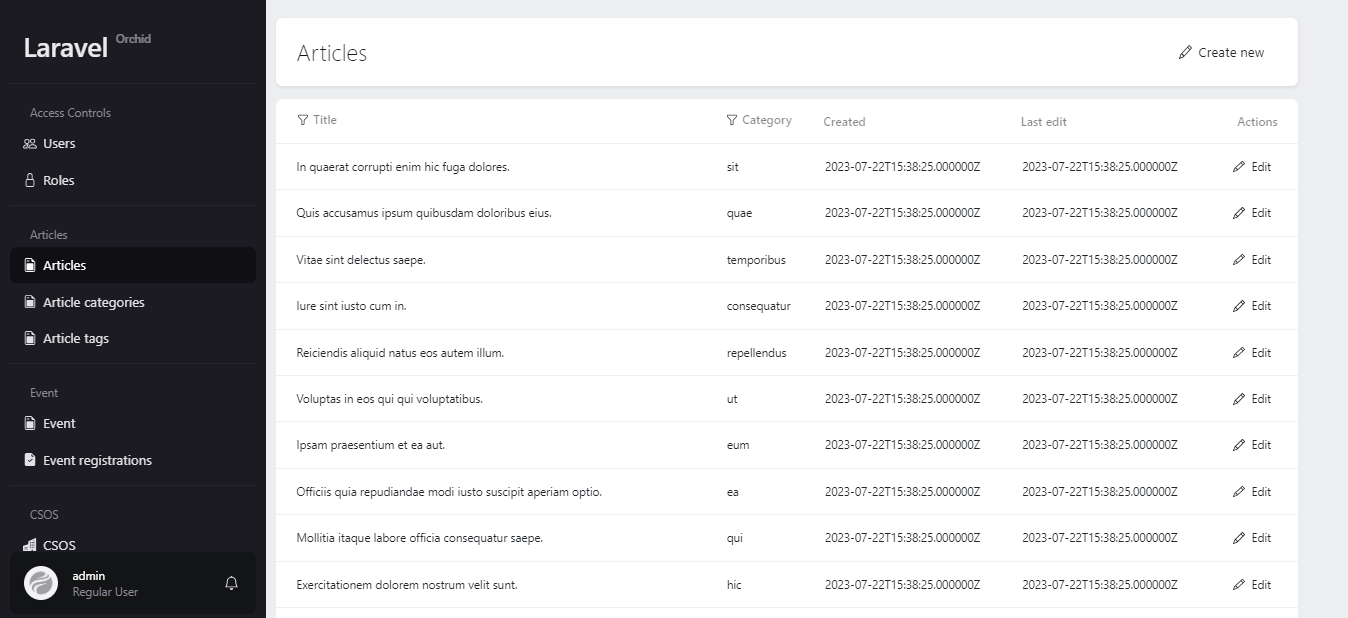 Laravel Orchid
Access Controls
Users
Roles
Articles
Articles
Article categories
Article tags
Event
Event
Event registrations
CSOS
CSOS
admin
Regular User
Articles
Create new
Title Category Created Last edit Actions
In quaerat corrupti enim hic fuga dolores. sit 2023-07-22T15:38:25.000000Z 2023-07-22T15:38:25.000000Z Edit
Quis accusamus ipsum quibusdam doloribus eius. quae 2023-07-22T15:38:25.000000Z 2023-07-22T15:38:25.000000Z Edit
Vitae sint delectus saepe. temporibus 2023-07-22T15:38:25.000000Z 2023-07-22T15:38:25.000000Z Edit
Iure sint iusto cum in. consequatur 2023-07-22T15:38:25.000000Z 2023-07-22T15:38:25.000000Z Edit
Reiciendis aliquid natus eos autem illum. repellendus 2023-07-22T15:38:25.000000Z 2023-07-22T15:38:25.000000Z Edit
Voluptas in eos qui qui voluptatibus. ut 2023-07-22T15:38:25.000000Z 2023-07-22T15:38:25.000000Z Edit
Ipsam praesentium et ea aut. eum 2023-07-22T15:38:25.000000Z 2023-07-22T15:38:25.000000Z Edit
Officiis quia repudiandae modi iusto suscipit aperiam optio. ea 2023-07-22T15:38:25.000000Z 2023-07-22T15:38:25.000000Z Edit
Mollitia itaque labore officia consequatur saepe. qui 2023-07-22T15:38:25.000000Z 2023-07-22T15:38:25.000000Z Edit
Exercitationem dolorem nostrum velit sunt. hic 2023-07-22T15:38:25.000000Z 2023-07-22T15:38:25.000000Z Edit